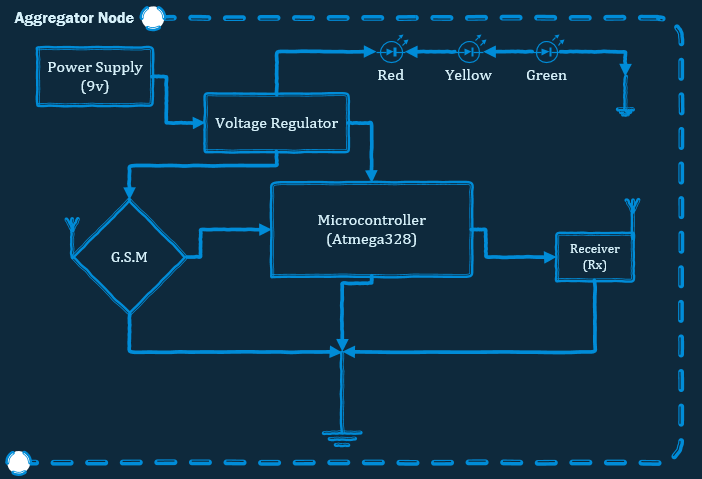 Aggregator Node
Power Supply
(9v)
Red
Yellow
Green
Voltage Regulator
Microcontroller
(Atmega328)
G.S.M
Receiver
(Rx)